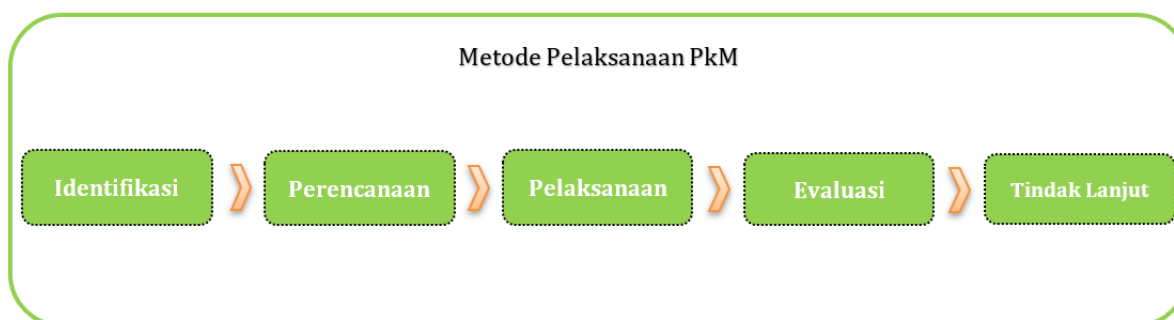 Metode Pelaksanaan PkM
Identifikasi
Perencanaan
Pelaksanaan
Evaluasi
Tindak Lanjut